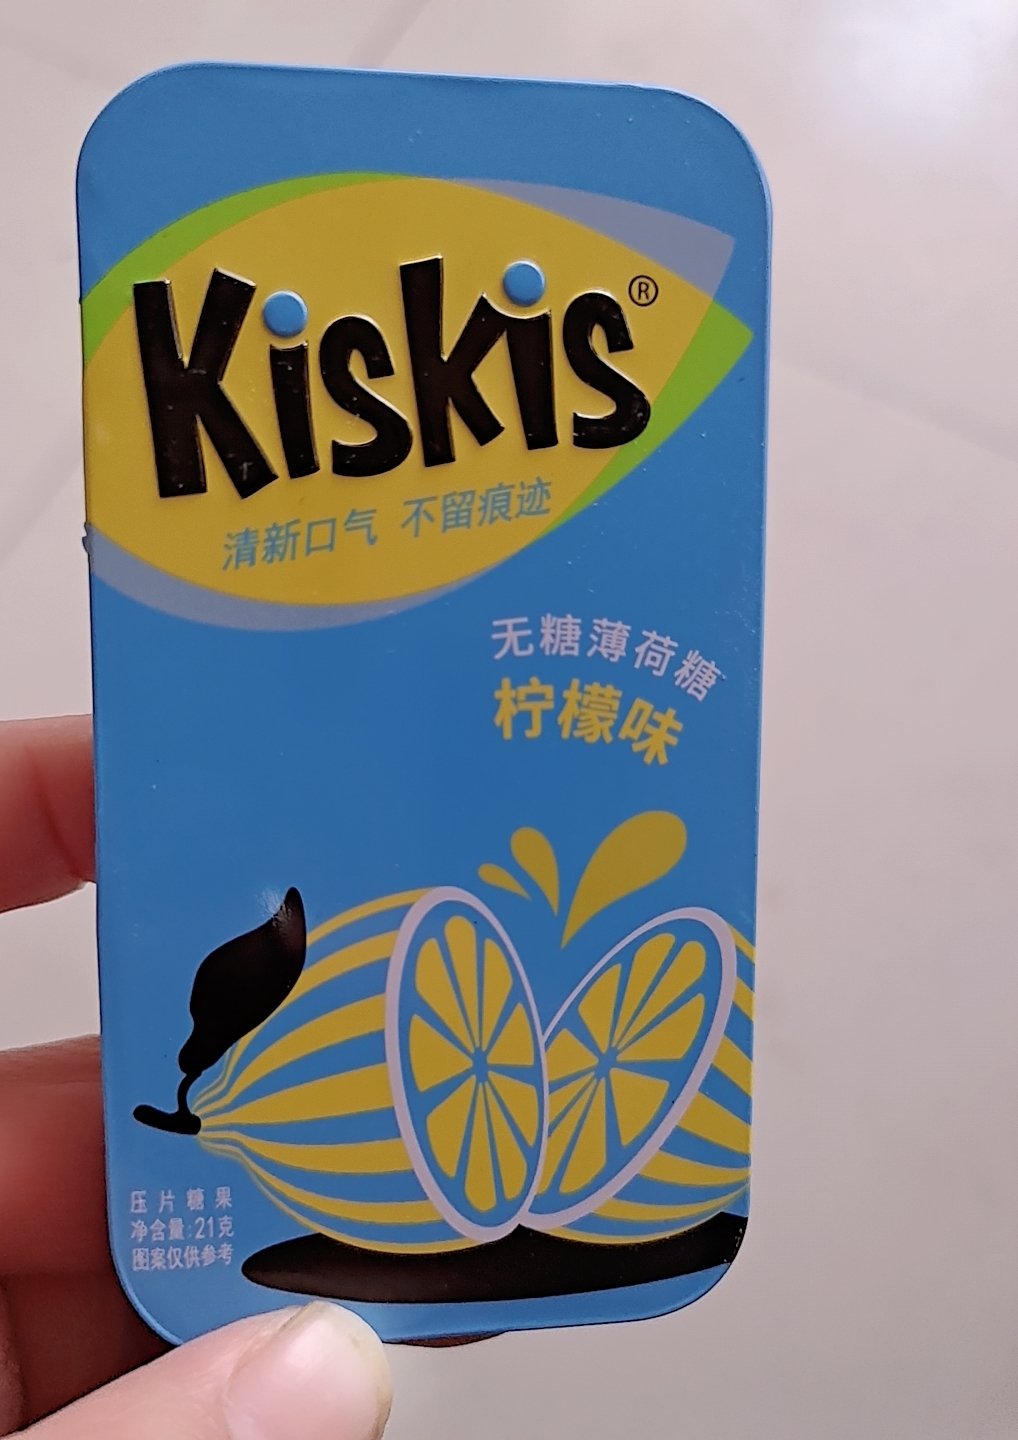 Kiskis®
清新口气 不留痕迹
无糖薄荷糖
柠檬味
压片糖果
净含量:21克
图案仅供参考